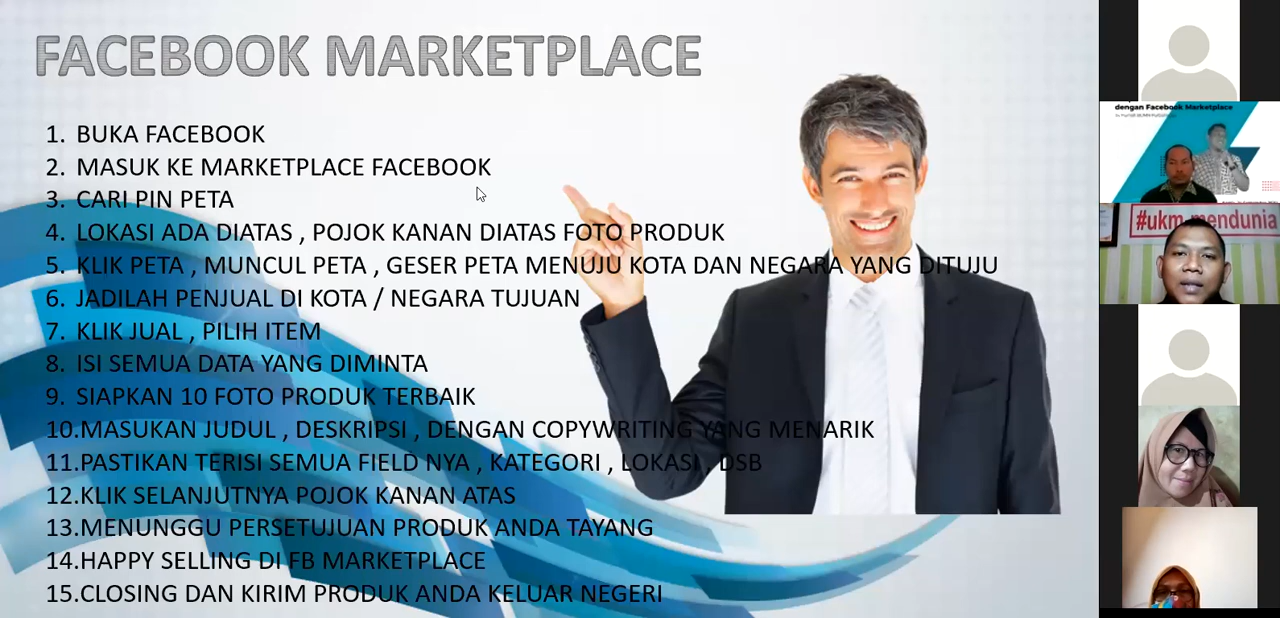 FACEBOOK MARKETPLACE
1. BUKA FACEBOOK
2. MASUK KE MARKETPLACE FACEBOOK
3. CARI PIN PETA
4. LOKASI ADA DIATAS , POJOK KANAN DIATAS FOTO PRODUK
5. KLIK PETA , MUNCUL PETA , GESER PETA MENUJU KOTA DAN NEGARA YANG DITUJU
6. JADILAH PENJUAL DI KOTA / NEGARA TUJUAN
7. KLIK JUAL , PILIH ITEM
8. ISI SEMUA DATA YANG DIMINTA
9. SIAPKAN 10 FOTO PRODUK TERBAIK
10.MASUKAN JUDUL , DESKRIPSI , DENGAN COPYWRITING YANG MENARIK
11.PASTIKAN TERISI SEMUA FIELD NYA , KATEGORI , LOKASI , DSB
12.KLIK SELANJUTNYA POJOK KANAN ATAS
13.MENUNGGU PERSETUJUAN PRODUK ANDA TAYANG
14.HAPPY SELLING DI FB MARKETPLACE
15.CLOSING DAN KIRIM PRODUK ANDA KELUAR NEGERI
dengan Facebook Marketplace
#ukm mendunia